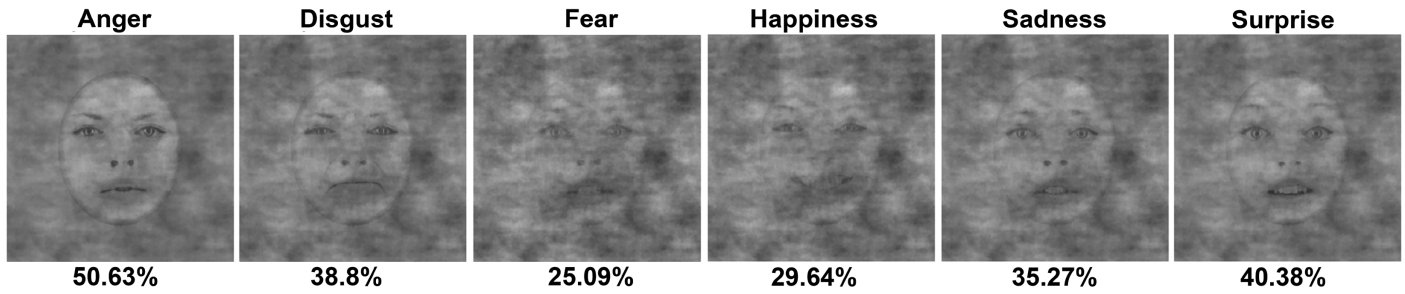 Anger Disgust Fear Happiness Sadness Surprise
50.63% 38.8% 25.09% 29.64% 35.27% 40.38%